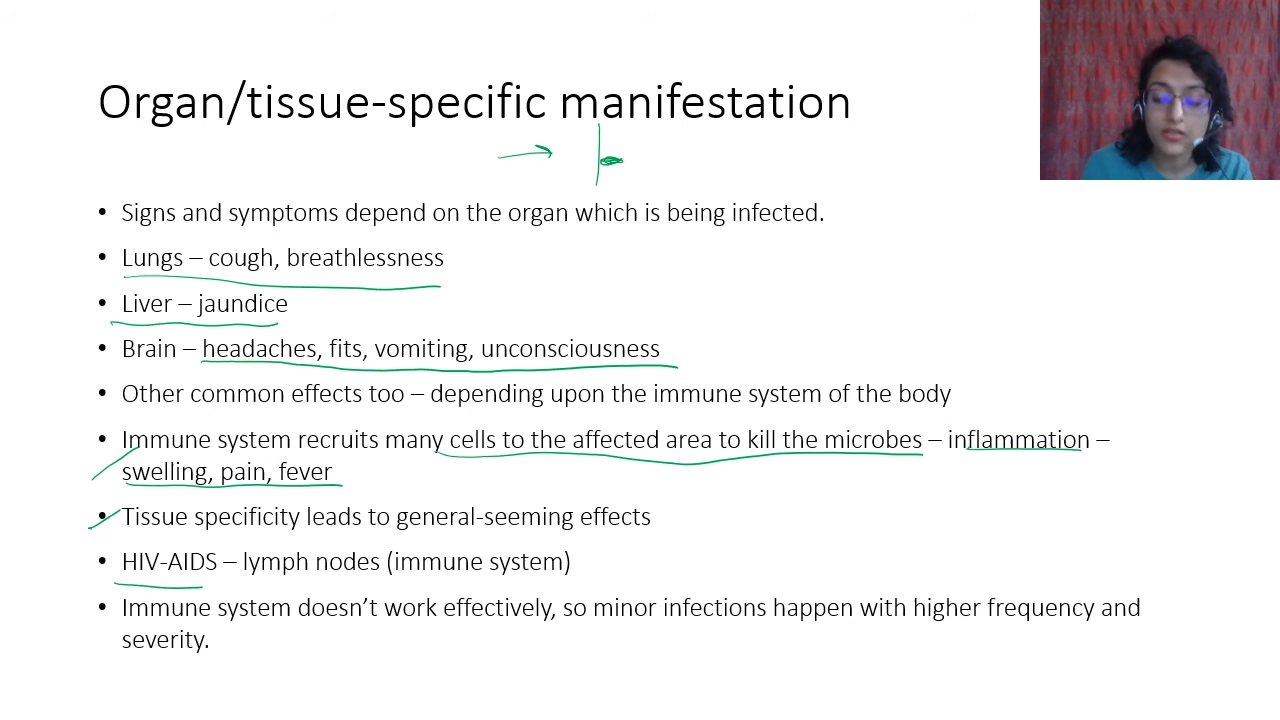 Organ/tissue-specific manifestation
• Signs and symptoms depend on the organ which is being infected.
• Lungs – cough, breathlessness
• Liver – jaundice
• Brain – headaches, fits, vomiting, unconsciousness
• Other common effects too – depending upon the immune system of the body
• Immune system recruits many cells to the affected area to kill the microbes – inflammation –
swelling, pain, fever
• Tissue specificity leads to general-seeming effects
• HIV-AIDS – lymph nodes (immune system)
• Immune system doesn’t work effectively, so minor infections happen with higher frequency and
severity.